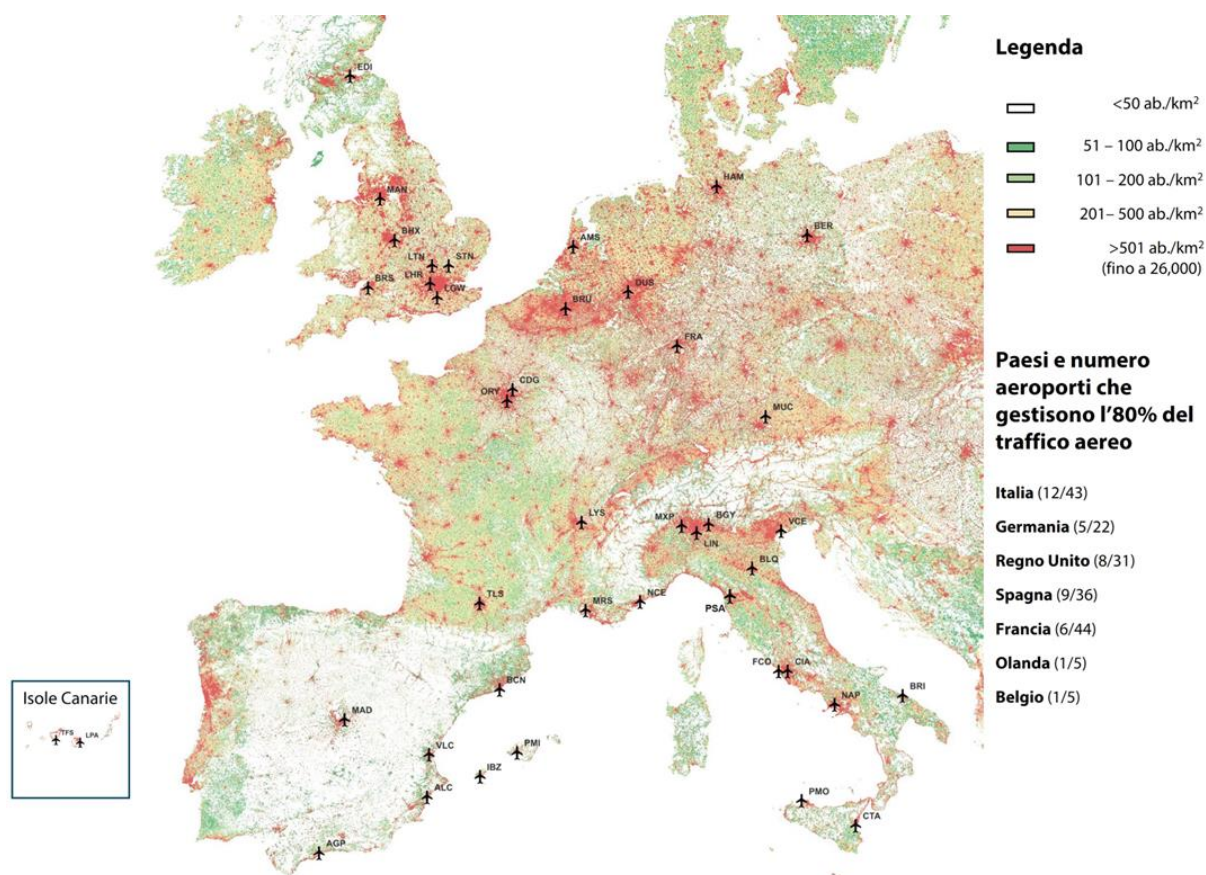 EDI
MAN
BHX
LTN
STN
LHR
BRS
LGW
AMS
HAM
BER
DUS
BRU
FRA
CDG
ORY
MUC
LYS
MXP
BGY
LIN
VCE
BLQ
TLS
MRS
NCE
PSA
FCO
CIA
NAP
BRI
BCN
MAD
VLC
PMI
IBZ
ALC
AGP
PMO
CTA
Isole Canarie
TFS
LPA
Legenda
<50 ab./km²
51 – 100 ab./km²
101 – 200 ab./km²
201– 500 ab./km²
>501 ab./km²
(fino a 26,000)
Paesi e numero
aeroporti che
gestisono l’80% del
traffico aereo
Italia (12/43)
Germania (5/22)
Regno Unito (8/31)
Spagna (9/36)
Francia (6/44)
Olanda (1/5)
Belgio (1/5)